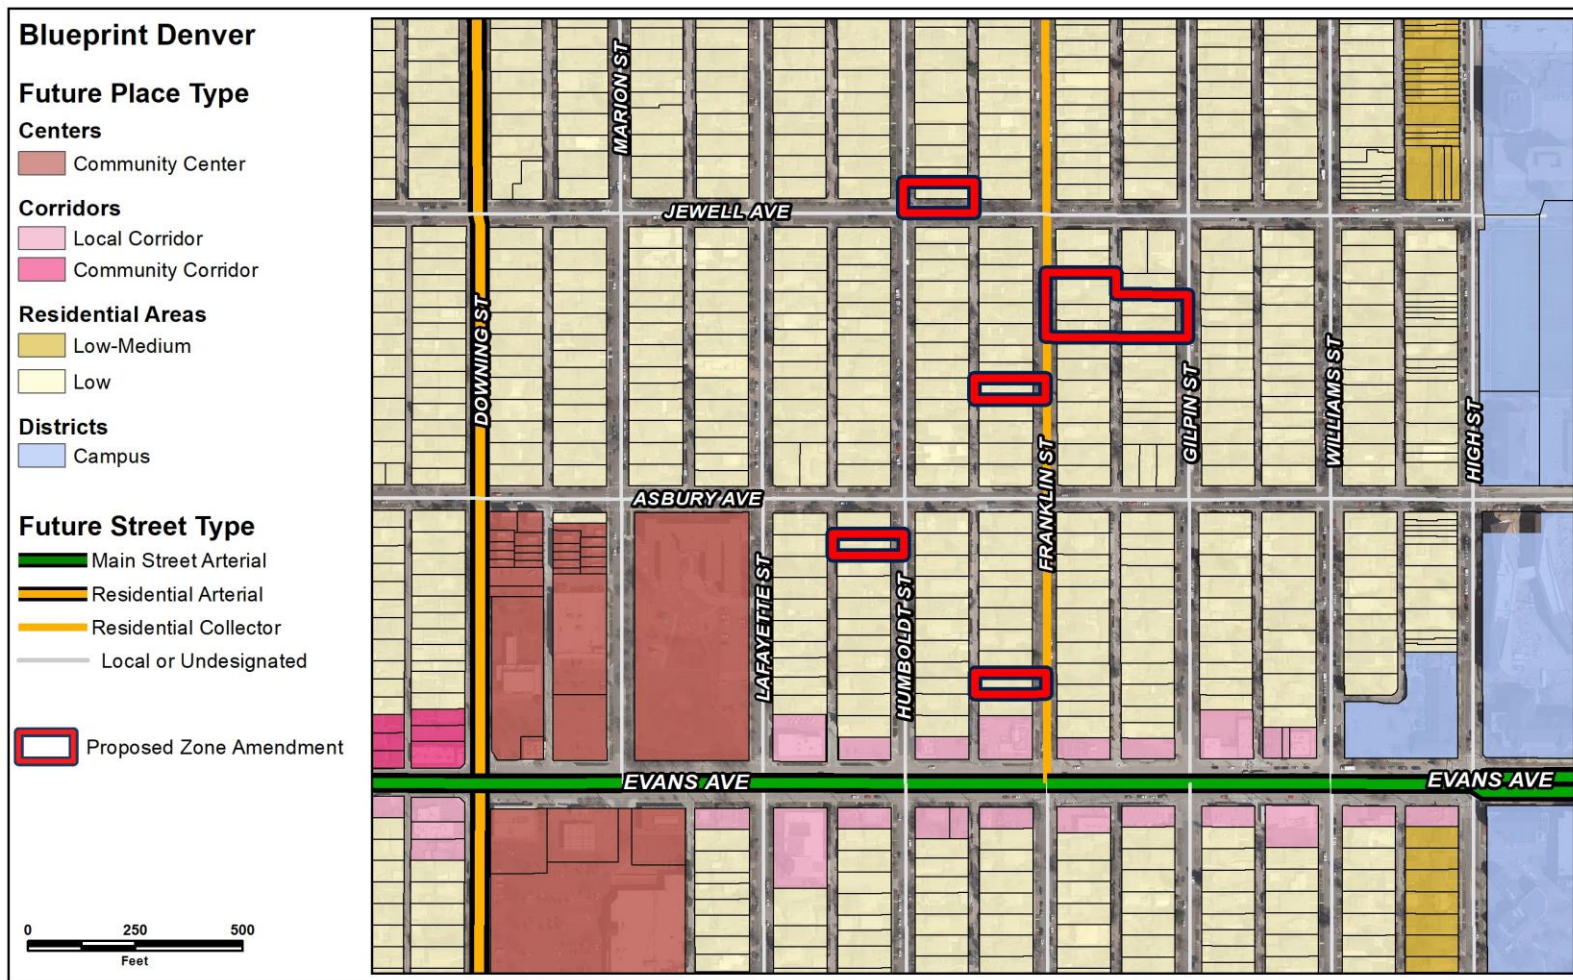 Blueprint Denver
Future Place Type
Centers
Community Center
Corridors
Local Corridor
Community Corridor
Residential Areas
Low-Medium
Low
Districts
Campus
Future Street Type
Main Street Arterial
Residential Arterial
Residential Collector
Local or Undesignated
Proposed Zone Amendment
0 250 500
Feet
MARION ST
JEWELL AVE
DOWNING ST
GILPIN ST
WILLIAMS ST
HIGH ST
FRANKLIN ST
ASBURY AVE
LAFAYETTE ST
HUMBOLDT ST
EVANS AVE
EVANS AVE